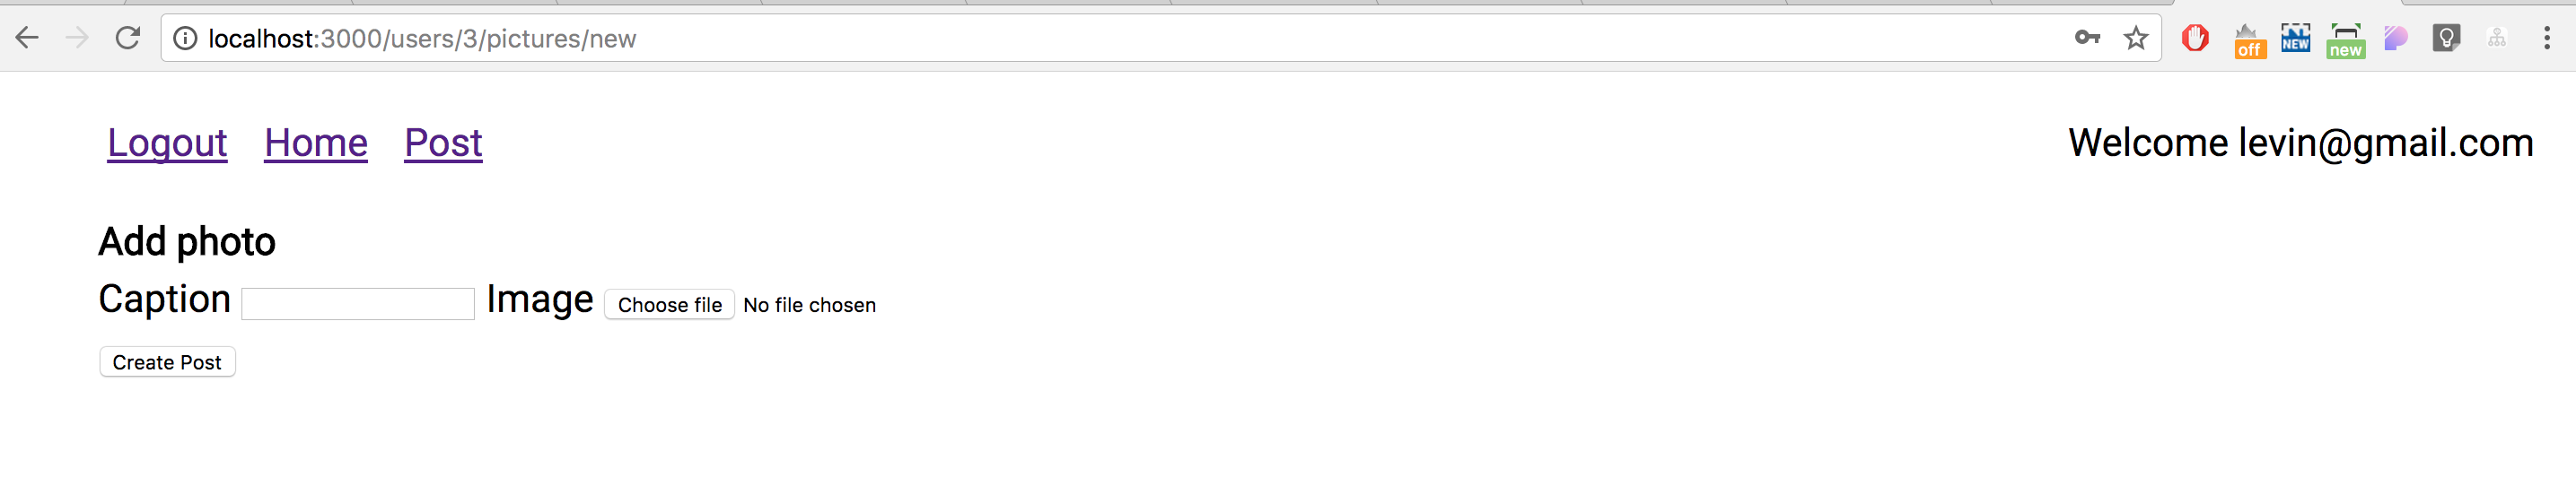 localhost:3000/users/3/pictures/new
off NEW new
Logout Home Post Welcome levin@gmail.com
Add photo
Caption Image Choose file No file chosen
Create Post